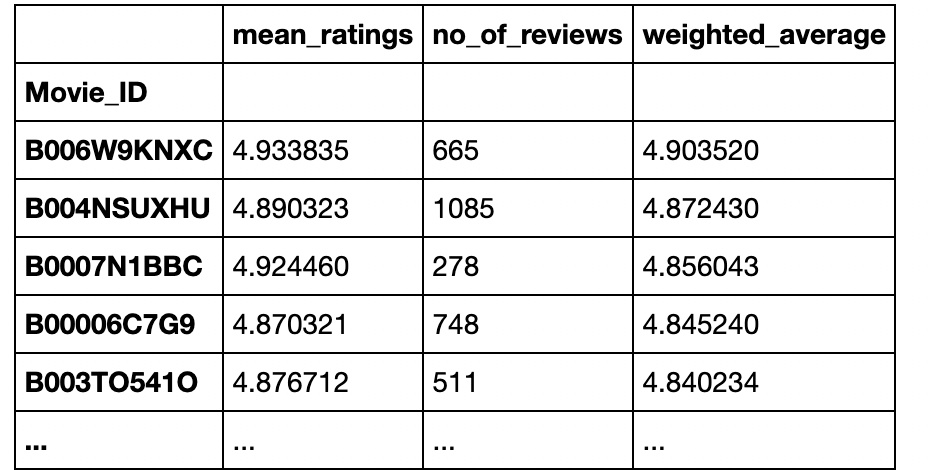 mean_ratings no_of_reviews weighted_average
Movie_ID
B006W9KNXC 4.933835 665 4.903520
B004NSUXHU 4.890323 1085 4.872430
B0007N1BBC 4.924460 278 4.856043
B00006C7G9 4.870321 748 4.845240
B003TO541O 4.876712 511 4.840234
... ... ... ...